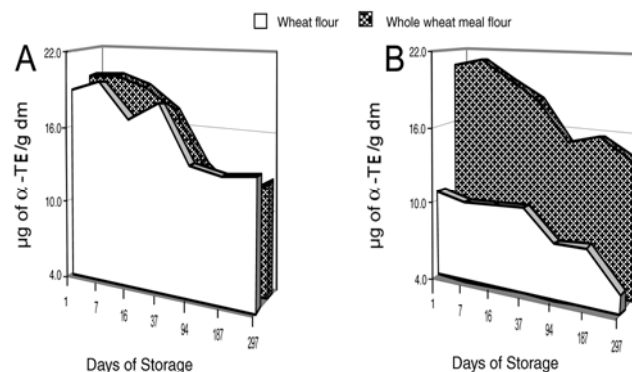 Wheat flour
Whole wheat meal flour
A
22.0
16.0
10.0
4.0
µg of α -TE/g dm
1
7
16
37
94
187
297
Days of Storage
B
22.0
16.0
10.0
4.0
µg of α -TE/g dm
1
7
16
37
94
187
297
Days of Storage